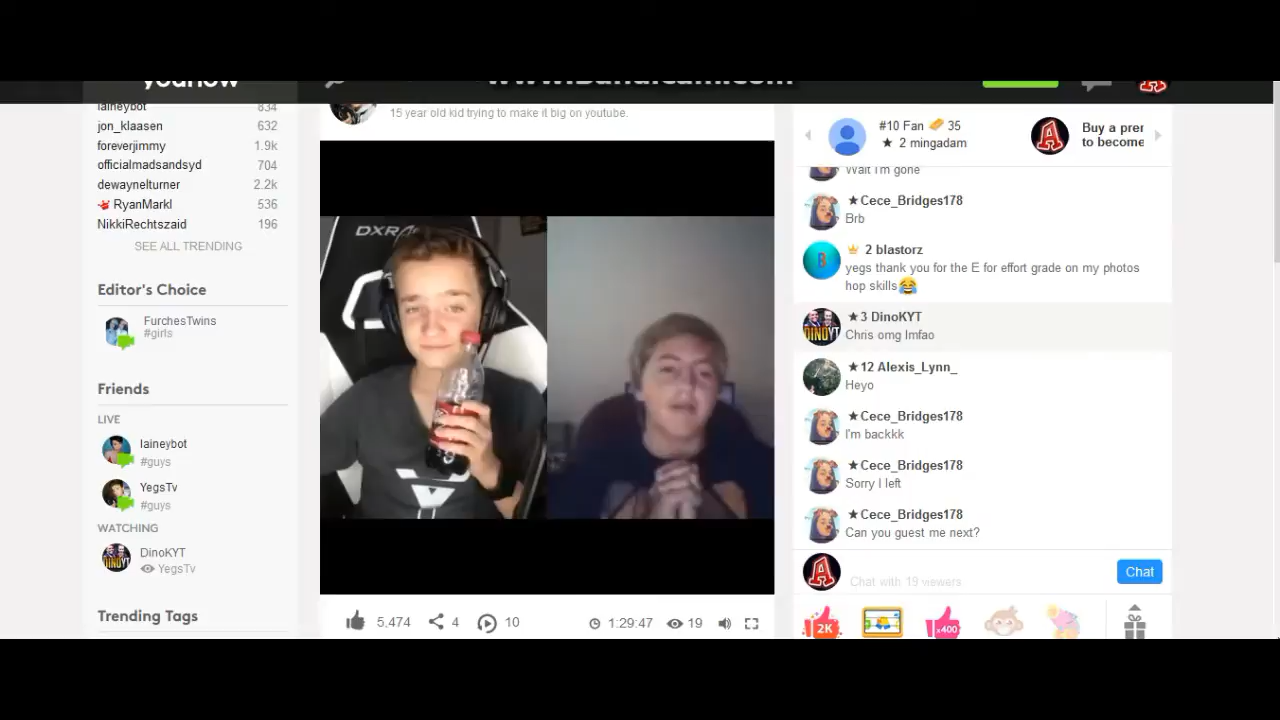 younow
www.Bandicam.com
laineybot 834
jon_klaasen 632
foreverjimmy 1.9k
officialmadsandsyd 704
dewaynelturner 2.2k
RyanMarkl 536
NikkiRechtszaid 196
SEE ALL TRENDING
Editor's Choice
FurchesTwins
#girls
Friends
LIVE
laineybot
#guys
YegsTv
#guys
WATCHING
DinoKYT
YegsTv
Trending Tags
15 year old kid trying to make it big on youtube.
DXRA
5,474 4 10 1:29:47 19
#10 Fan 35
★ 2 mingadam
Buy a prer
to become
Wait I'm gone
★Cece_Bridges178
Brb
2 blastorz
yegs thank you for the E for effort grade on my photos
hop skills😂
★3 DinoKYT
Chris omg lmfao
★12 Alexis_Lynn_
Heyo
★Cece_Bridges178
I'm backkk
★Cece_Bridges178
Sorry I left
★Cece_Bridges178
Can you guest me next?
Chat with 19 viewers
Chat
2K
x400